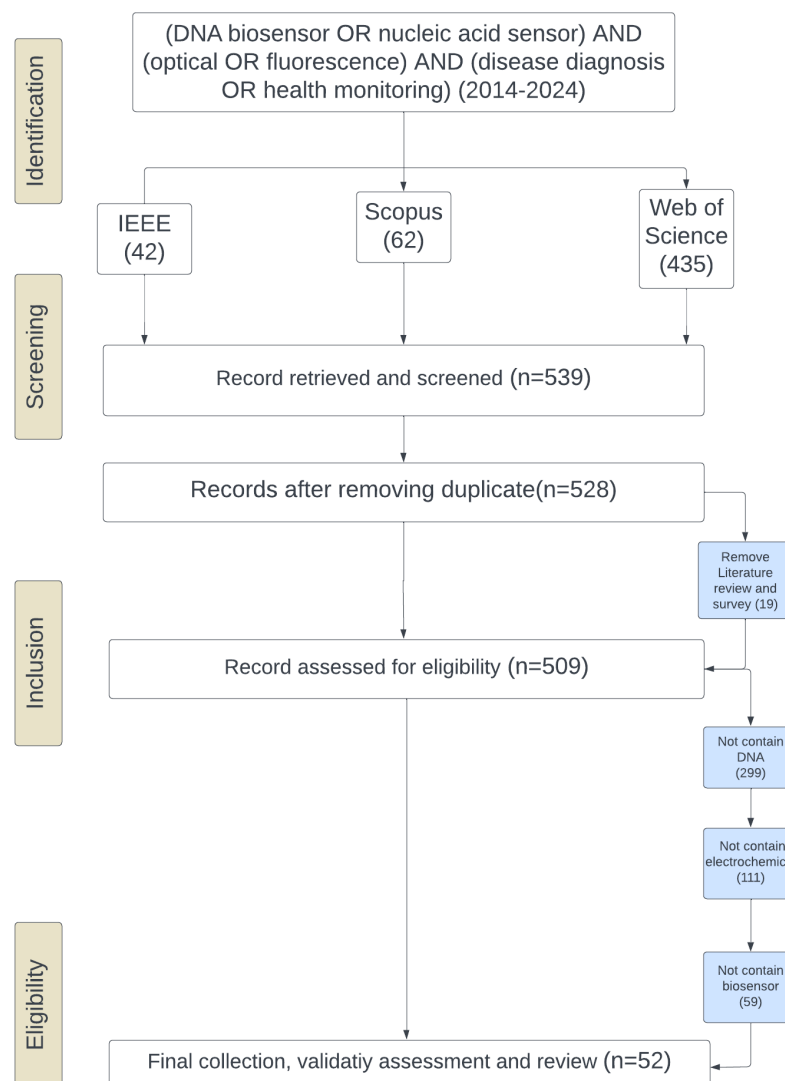 Identification
(DNA biosensor OR nucleic acid sensor) AND
(optical OR fluorescence) AND (disease diagnosis
OR health monitoring) (2014-2024)
IEEE
(42)
Scopus
(62)
Web of
Science
(435)
Screening
Record retrieved and screened (n=539)
Records after removing duplicate(n=528)
Remove
Literature
review and
survey (19)
Inclusion
Record assessed for eligibility (n=509)
Not contain
DNA
(299)
Not contain
(111)
Not contain
biosensor
(59)
Eligibility
Final collection, validatiy assessment and review (n=52)